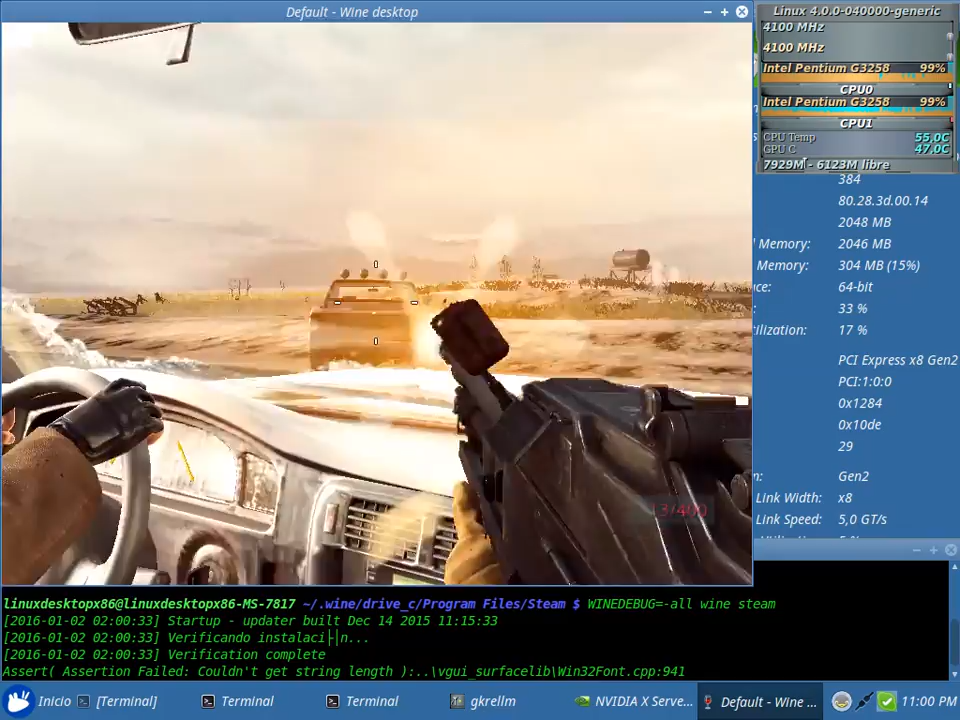 Default - Wine desktop
Linux 4.0.0-040000-generic
4100 MHz
4100 MHz
Intel Pentium G3258 99%
CPU0
Intel Pentium G3258 99%
CPU1
CPU Temp 55.0C
GPU C 47.0C
7929M - 6123M libre
384
80.28.3d.00.14
2048 MB
Memory: 2046 MB
Memory: 304 MB (15%)
ce: 64-bit
: 33 %
ilization: 17 %
PCI Express x8 Gen2
PCI:1:0:0
0x1284
0x10de
29
n: Gen2
Link Width: x8
Link Speed: 5,0 GT/s
3/400
linuxdesktopx86@linuxdesktopx86-MS-7817 ~/.wine/drive_c/Program Files/Steam $ WINEDEBUG=-all wine steam
[2016-01-02 02:00:33] Startup - updater built Dec 14 2015 11:15:33
[2016-01-02 02:00:33] Verificando instalaci├│n...
[2016-01-02 02:00:33] Verification complete
Assert( Assertion Failed: Couldn't get string length ):..\vgui_surfacelib\Win32Font.cpp:941
Inicio [Terminal] Terminal Terminal gkrellm NVIDIA X Serve... Default - Wine ... 11:00 PM